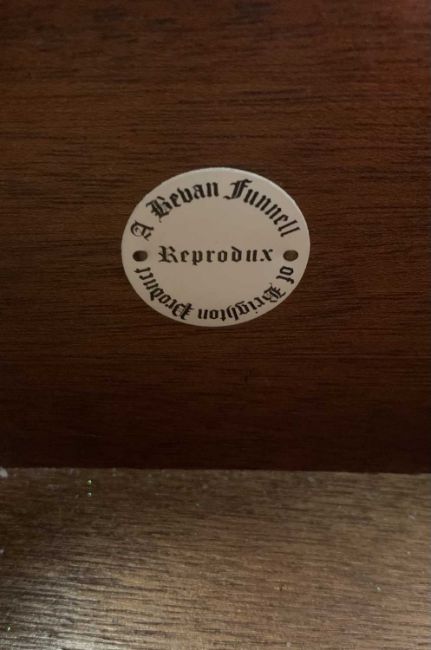 A Bevan Funnell
Reprodux
of Brighton Product